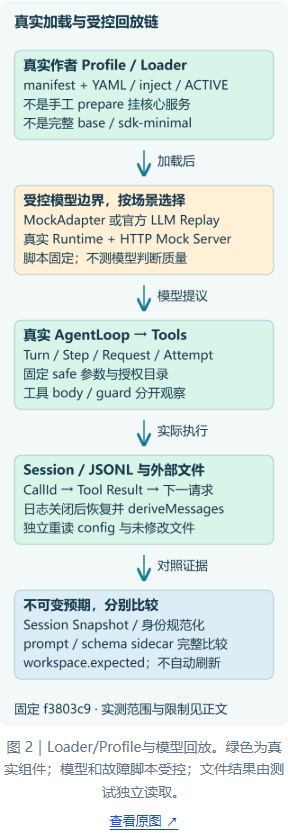 真实加载与受控回放链
真实作者 Profile / Loader
manifest + YAML / inject / ACTIVE
不是手工 prepare 挂核心服务
不是完整 base / sdk-minimal
加载后
受控模型边界，按场景选择
MockAdapter 或官方 LLM Replay
真实 Runtime + HTTP Mock Server
脚本固定；不测模型判断质量
模型提议
真实 AgentLoop → Tools
Turn / Step / Request / Attempt
固定 safe 参数与授权目录
工具 body / guard 分开观察
实际执行
Session / JSONL 与外部文件
CallId → Tool Result → 下一请求
日志关闭后恢复并 deriveMessages
独立重读 config 与未修改文件
对照证据
不可变预期，分别比较
Session Snapshot / 身份规范化
prompt / schema sidecar 完整比较
workspace.expected；不自动刷新
固定 f3803c9 · 实测范围与限制见正文
图 2｜Loader/Profile与模型回放。绿色为
真实组件；模型和故障脚本受控；文件结果由测
试独立读取。
查看原图 ↗